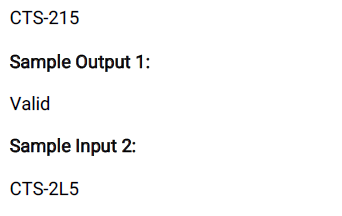 CTS-215
Sample Output 1:
Valid
Sample Input 2:
CTS-2L5